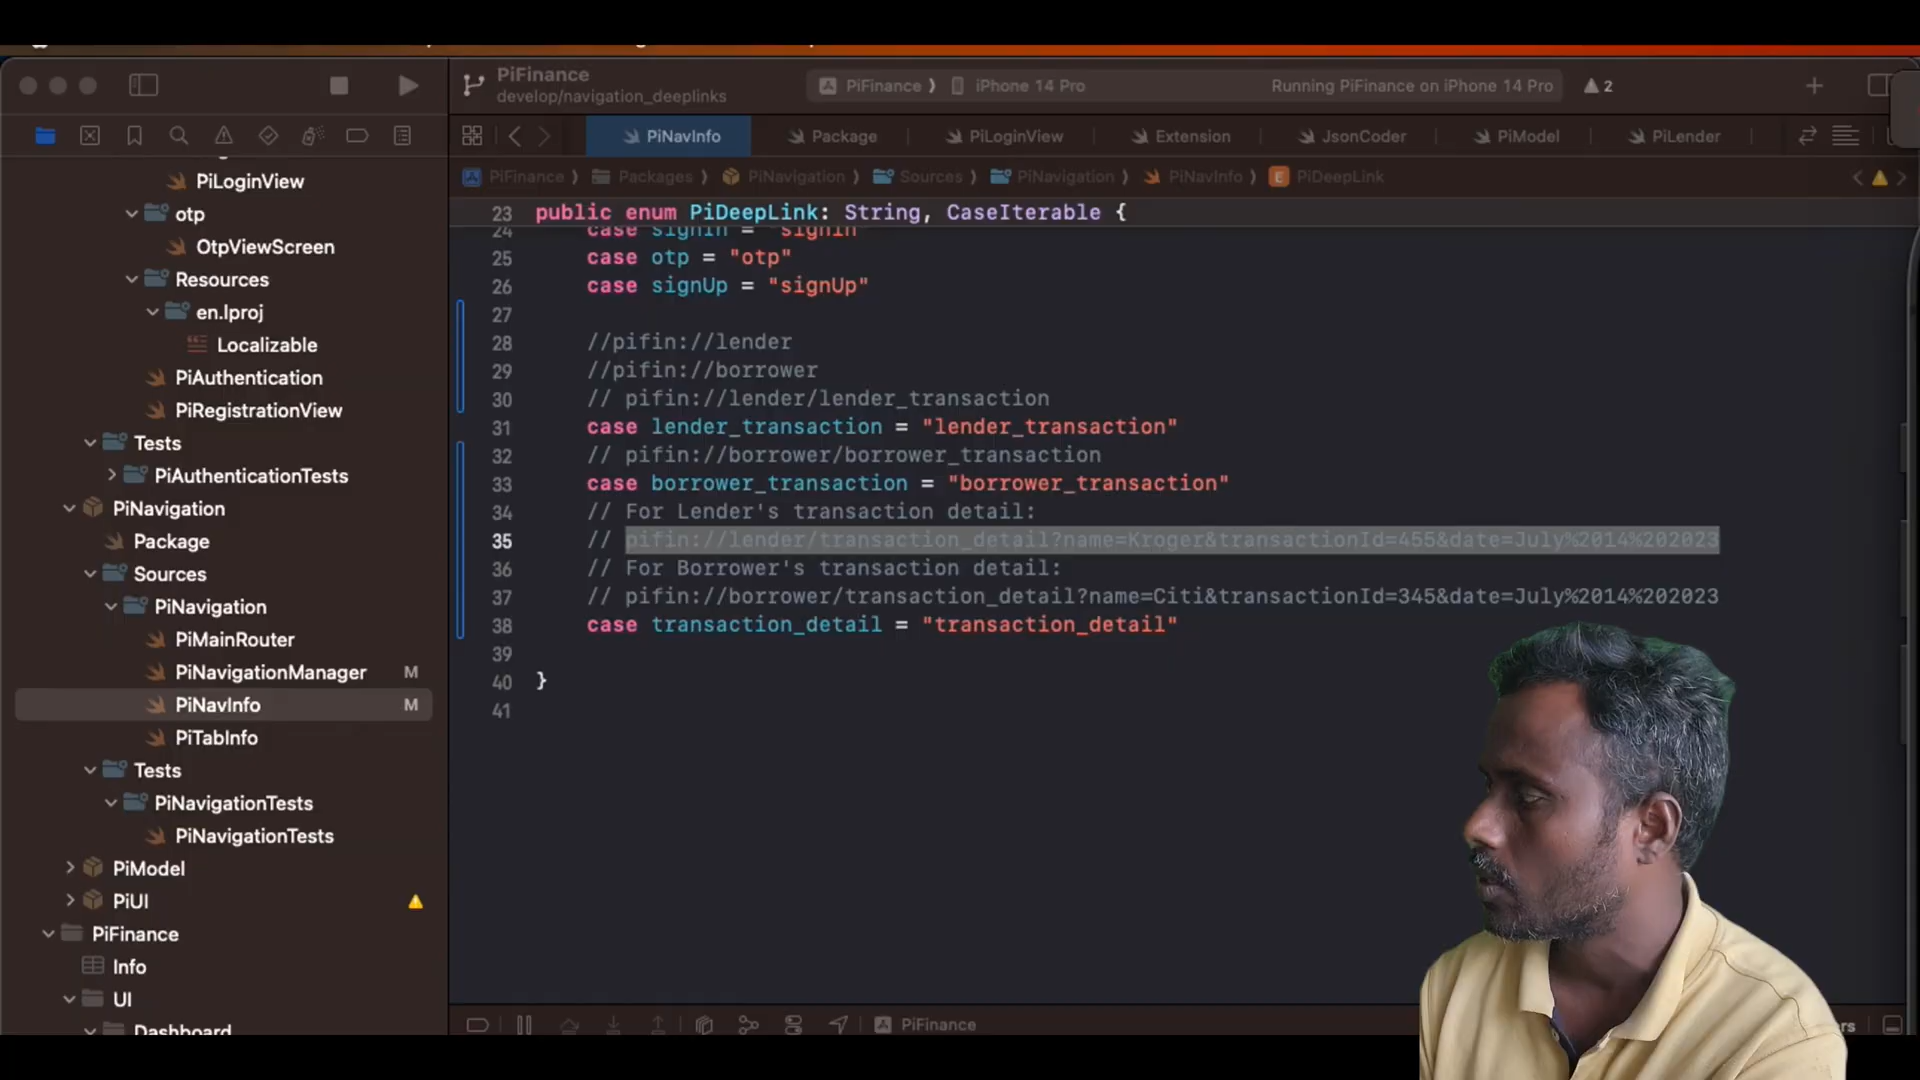 PiFinance
develop/navigation_deeplinks
PiFinance ⟩ iPhone 14 Pro
Running PiFinance on iPhone 14 Pro
2
PiNavInfo
Package
PiLoginView
Extension
JsonCoder
PiModel
PiLender
PiFinance ⟩ Packages ⟩ PiNavigation ⟩ Sources ⟩ PiNavigation ⟩ PiNavInfo ⟩ E PiDeepLink
PiLoginView
otp
OtpViewScreen
Resources
en.lproj
Localizable
PiAuthentication
PiRegistrationView
Tests
PiAuthenticationTests
PiNavigation
Package
Sources
PiNavigation
PiMainRouter
PiNavigationManager M
PiNavInfo M
PiTabInfo
Tests
PiNavigationTests
PiNavigationTests
PiModel
PiUI
PiFinance
Info
UI
Dashboard
23 public enum PiDeepLink: String, CaseIterable {
24 case signIn = "signIn"
25 case otp = "otp"
26 case signUp = "signUp"
27
28 //pifin://lender
29 //pifin://borrower
30 // pifin://lender/lender_transaction
31 case lender_transaction = "lender_transaction"
32 // pifin://borrower/borrower_transaction
33 case borrower_transaction = "borrower_transaction"
34 // For Lender's transaction detail:
35 // pifin://lender/transaction_detail?name=Kroger&transactionId=455&date=July%2014%202023
36 // For Borrower's transaction detail:
37 // pifin://borrower/transaction_detail?name=Citi&transactionId=345&date=July%2014%202023
38 case transaction_detail = "transaction_detail"
39
40 }
41
PiFinance